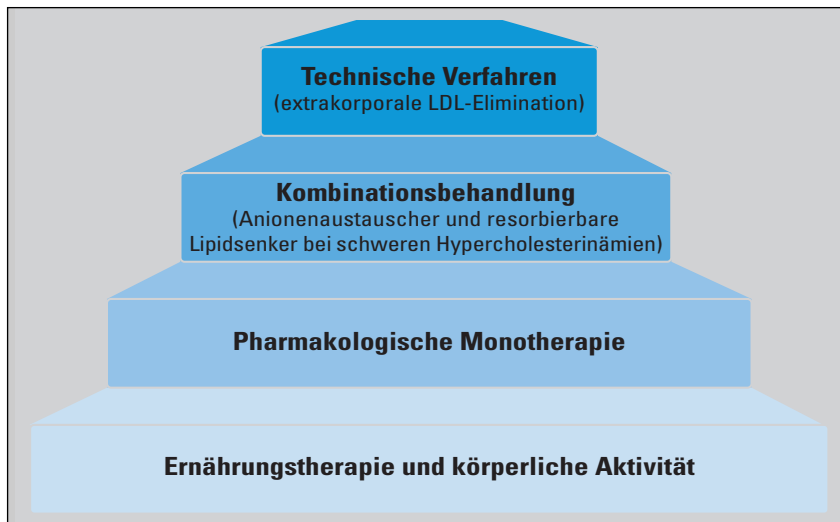 Technische Verfahren
(extrakorporale LDL-Elimination)
Kombinationsbehandlung
(Anionenaustauscher und resorbierbare
Lipidsenker bei schweren Hypercholesterinämien)
Pharmakologische Monotherapie
Ernährungstherapie und körperliche Aktivität